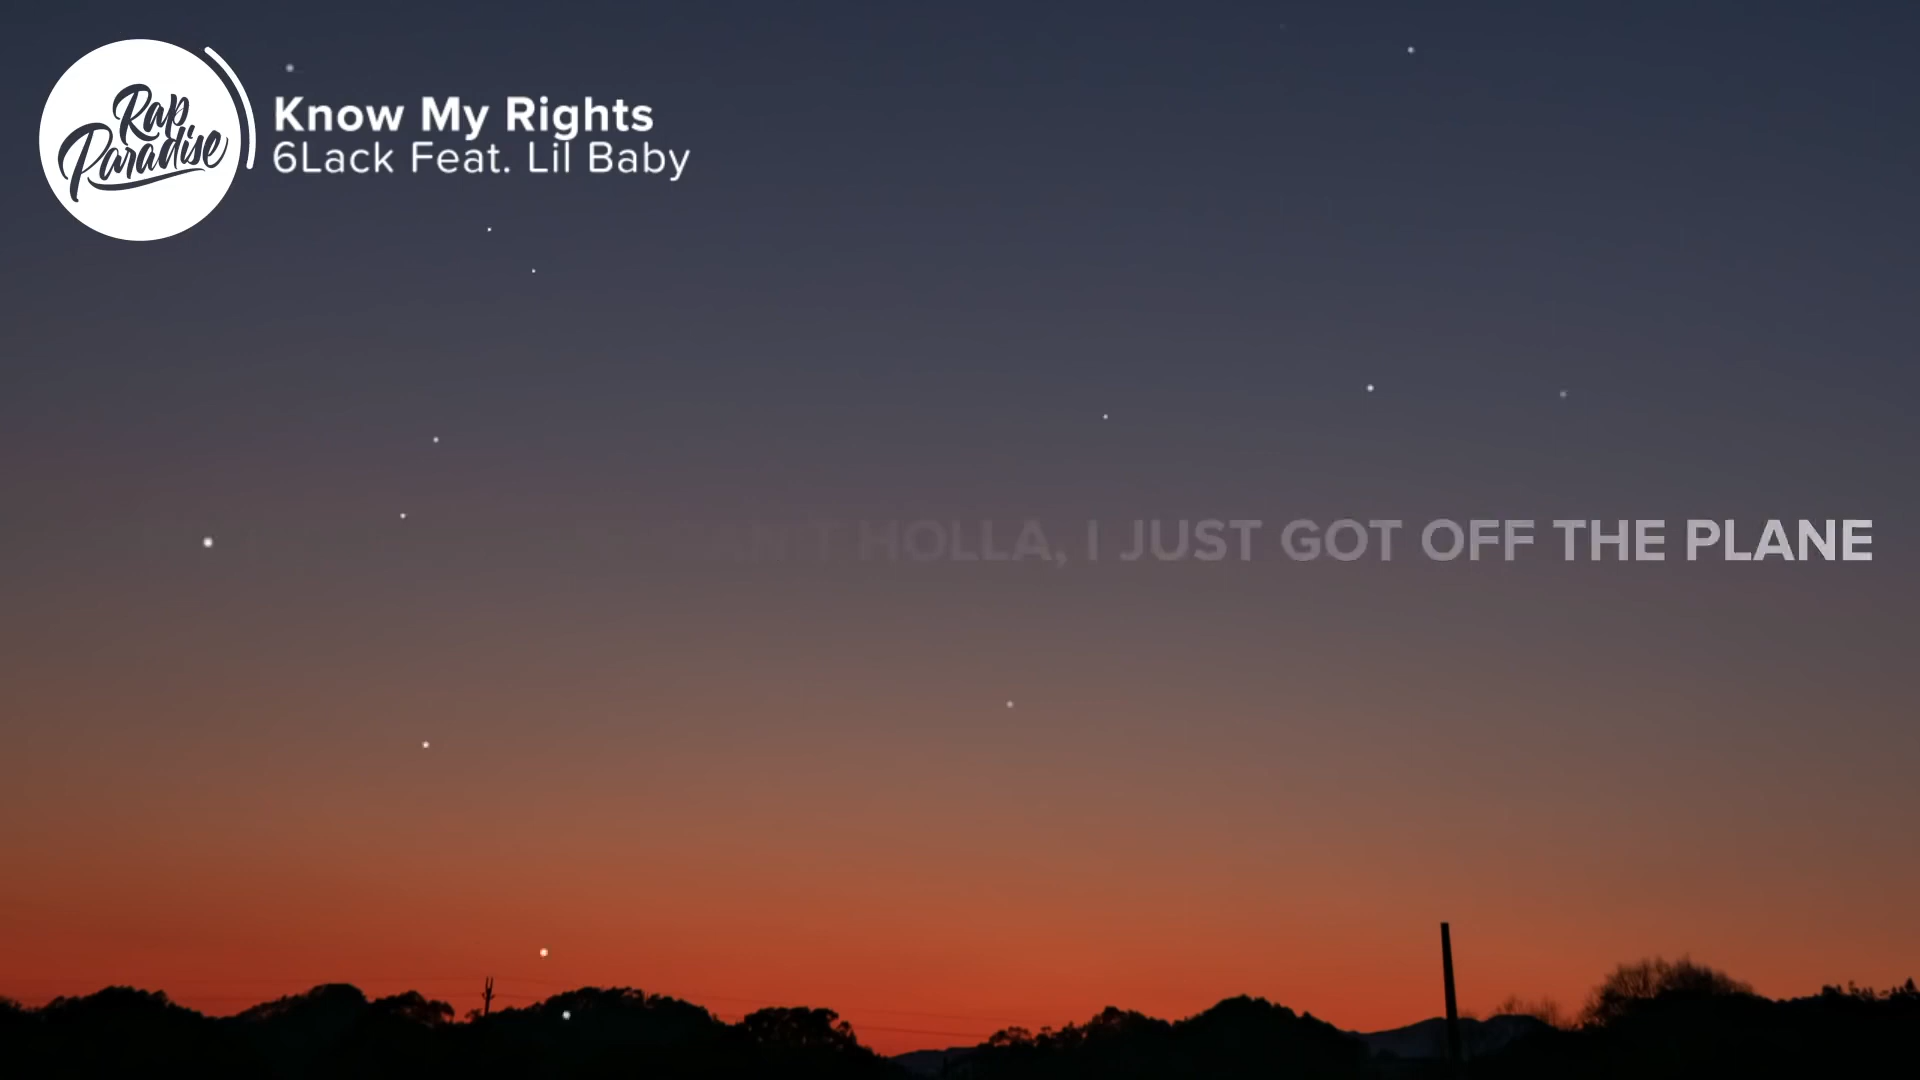 Rap
Paradise
Know My Rights
6Lack Feat. Lil Baby
HOLLA, I JUST GOT OFF THE PLANE